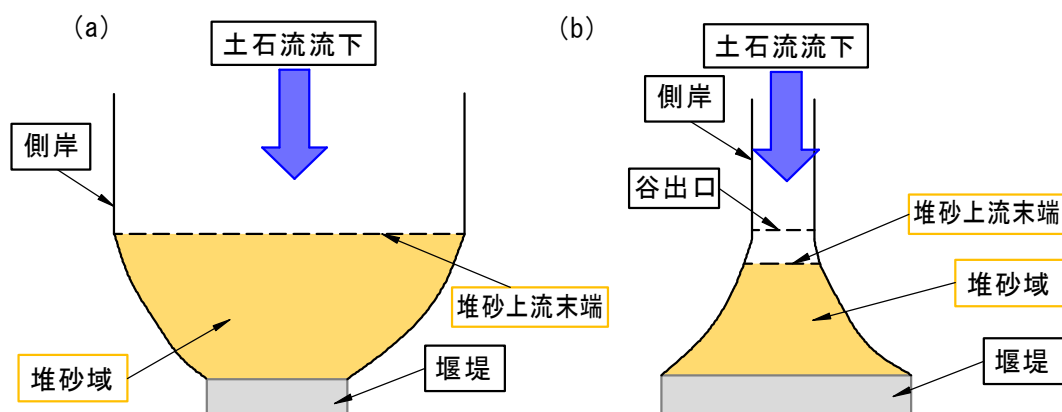 (a)
土石流流下
側岸
堆砂上流末端
堆砂域
堰堤
(b)
土石流流下
側岸
谷出口
堆砂上流末端
堆砂域
堰堤